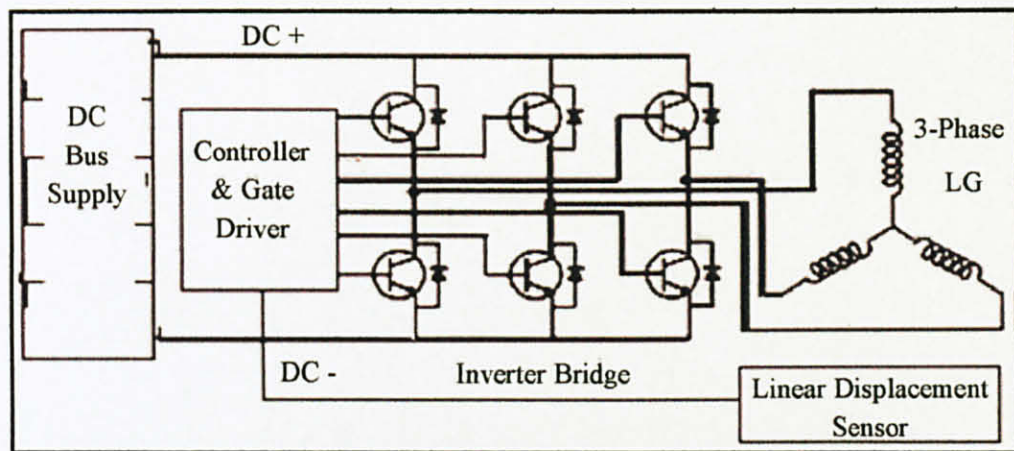 DC +
DC
Bus
Supply
Controller
& Gate
Driver
3-Phase
LG
DC -
Inverter Bridge
Linear Displacement
Sensor